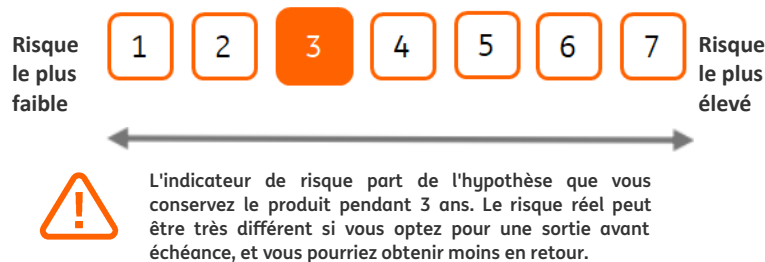 Risque le plus faible
1 2 3 4 5 6 7
Risque le plus élevé
!
L'indicateur de risque part de l'hypothèse que vous
conservez le produit pendant 3 ans. Le risque réel peut
être très différent si vous optez pour une sortie avant
échéance, et vous pourriez obtenir moins en retour.